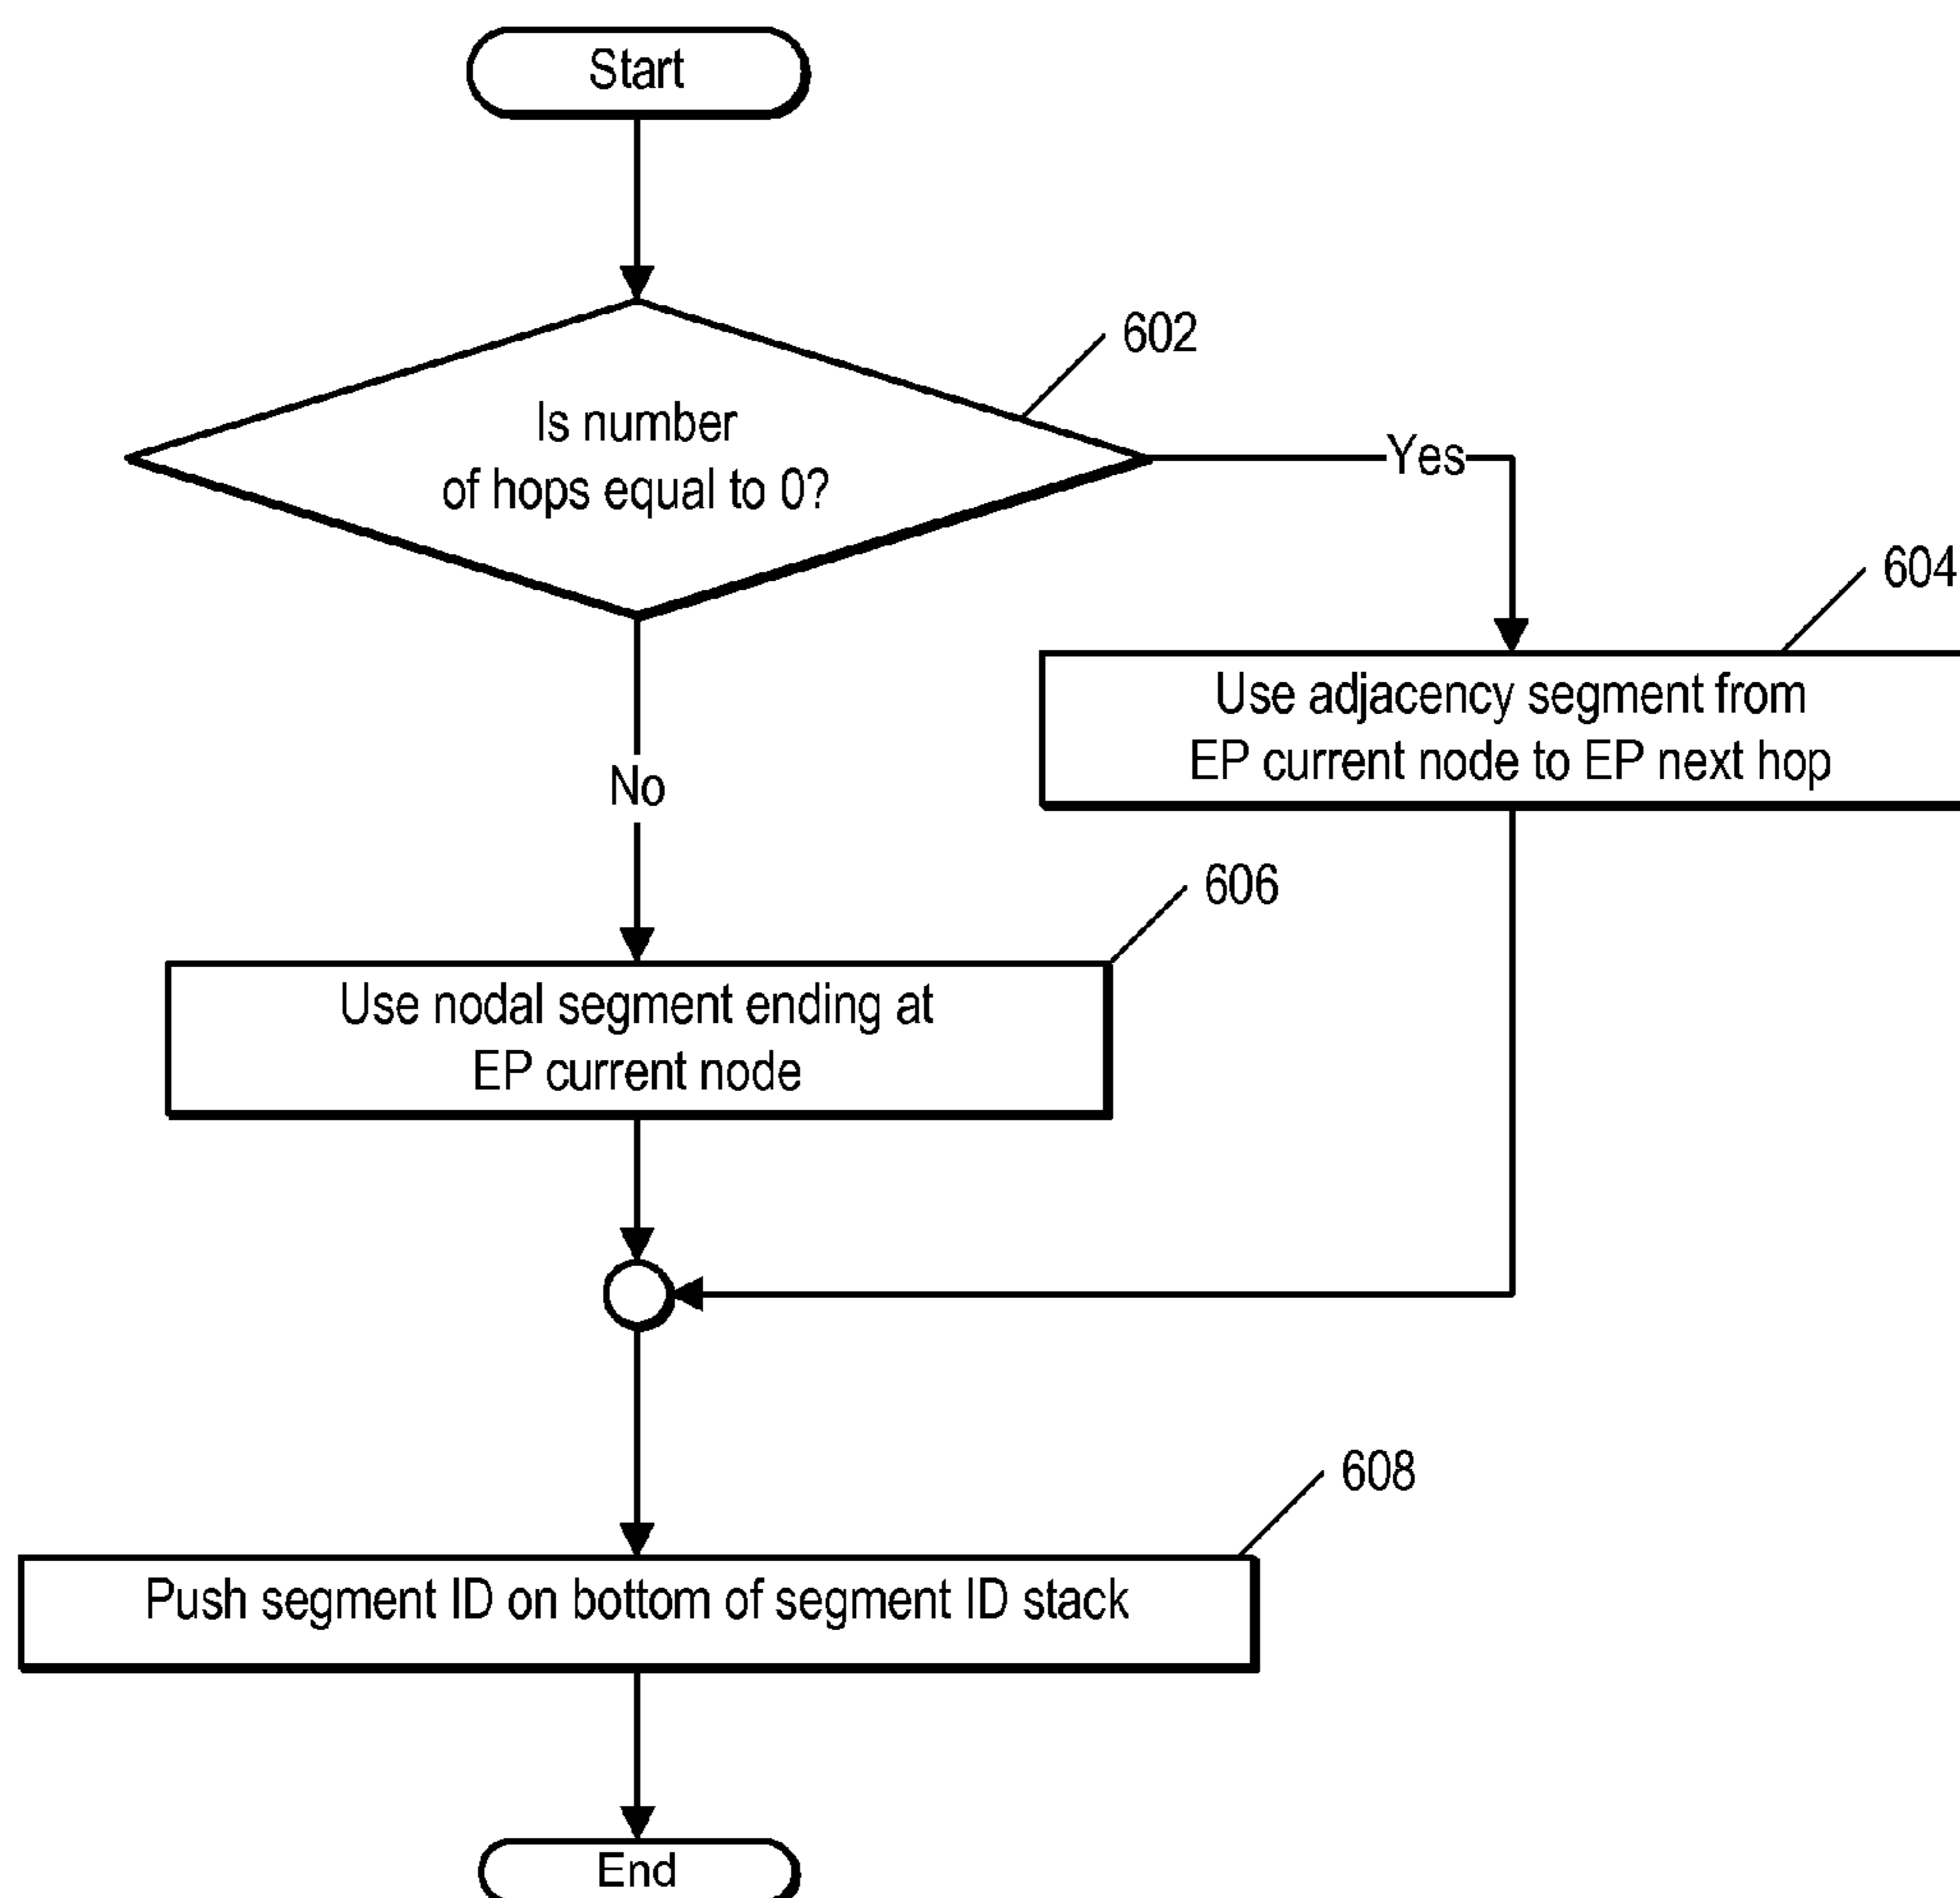 Start
602
Is number
of hops equal to 0?
Yes
604
Use adjacency segment from
EP current node to EP next hop
No
606
Use nodal segment ending at
EP current node
608
Push segment ID on bottom of segment ID stack
End